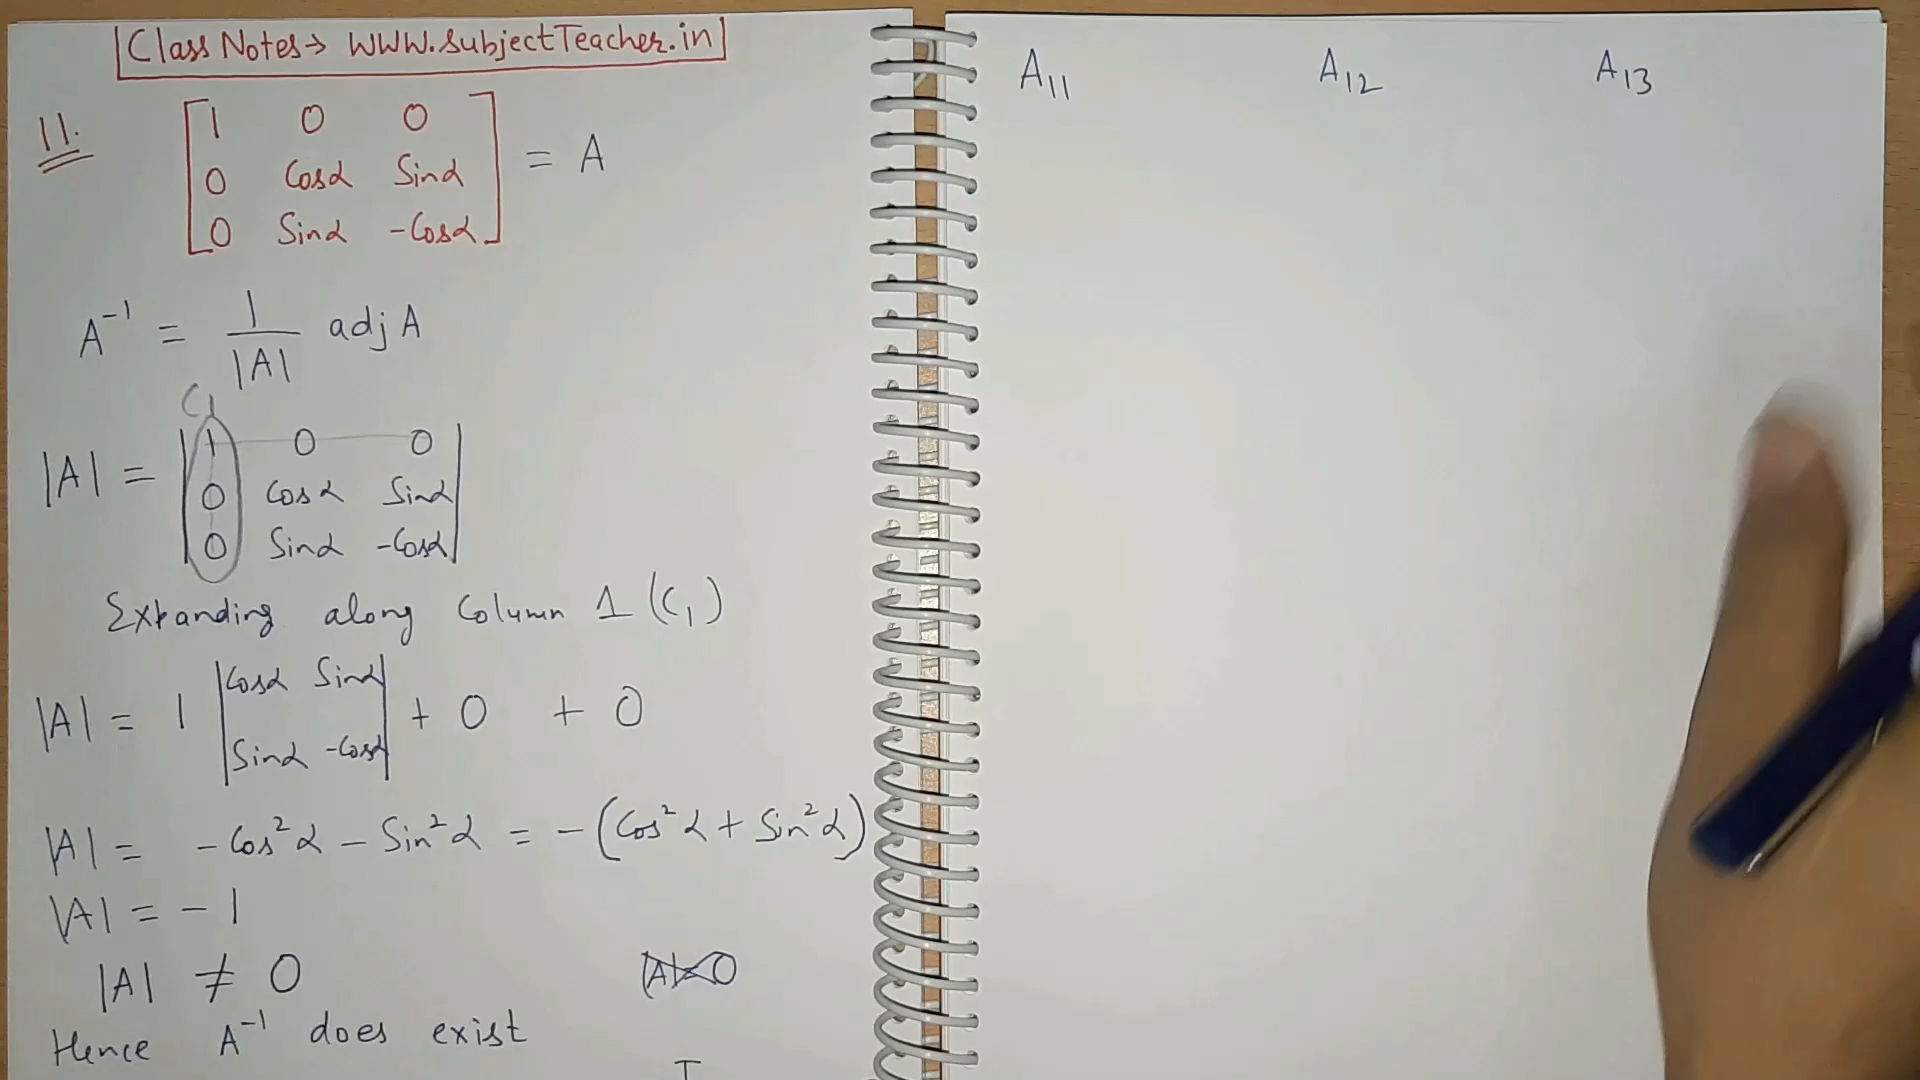 Class Notes → WWW.SubjectTeacher.in
11.
[1 0 0
0 Cosα Sinα
0 Sinα -Cosα] = A
A⁻¹ = 1/|A| adj A
C₁
|A| = |1 0 0
0 Cosα Sinα
0 Sinα -Cosα|
Expanding along Column 1 (C₁)
|A| = 1 |Cosα Sinα
Sinα -Cosα| + 0 + 0
|A| = -Cos²α - Sin²α = -(Cos²α + Sin²α)
|A| = -1
|A| ≠ 0
Hence A⁻¹ does exist
A₁₁ A₁₂ A₁₃